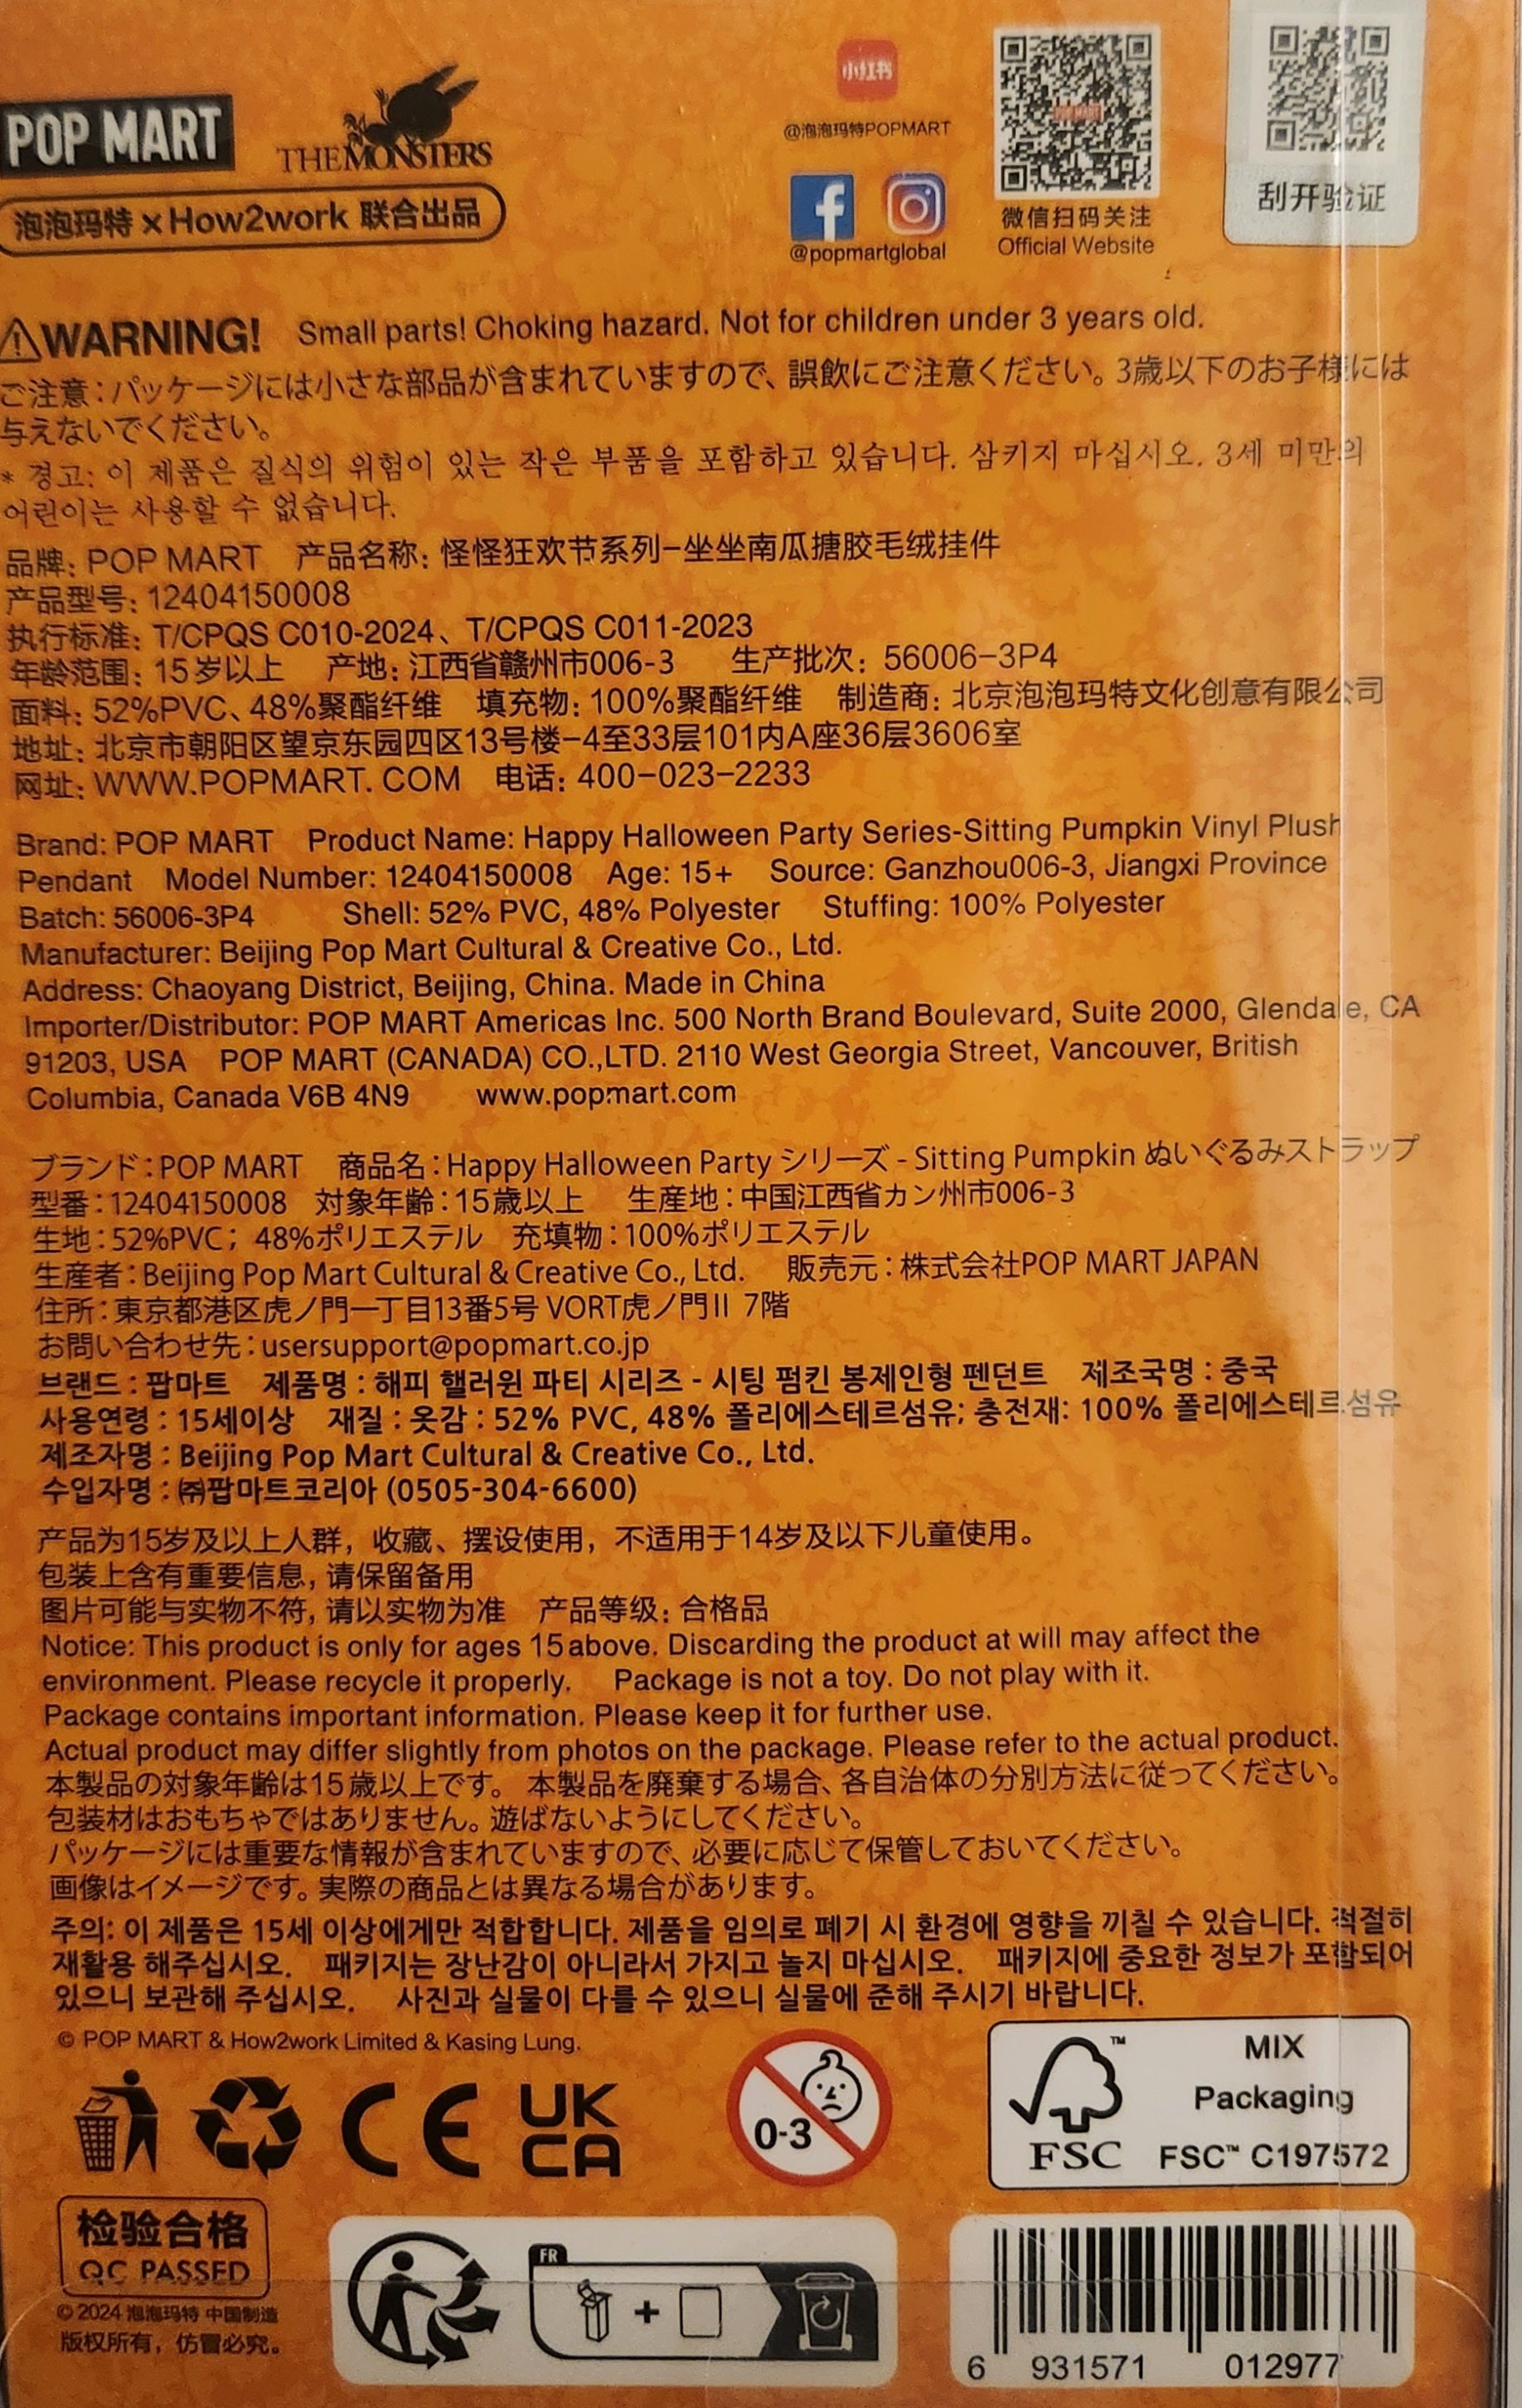 POP MART
THE MONSTERS
泡泡玛特 × How2work 联合出品
小红书
@泡泡玛特POPMART
@popmartglobal
POP MART
微信扫码关注
Official Website
刮开验证
WARNING! Small parts! Choking hazard. Not for children under 3 years old.
ご注意：パッケージには小さな部品が含まれていますので、誤飲にご注意ください。3歳以下のお子様には
与えないでください。
* 경고: 이 제품은 질식의 위험이 있는 작은 부품을 포함하고 있습니다. 삼키지 마십시오. 3세 미만의
어린이는 사용할 수 없습니다.
品牌: POP MART 产品名称: 怪怪狂欢节系列-坐坐南瓜搪胶毛绒挂件
产品型号: 12404150008
执行标准: T/CPQS C010-2024、T/CPQS C011-2023
年龄范围: 15岁以上 产地: 江西省赣州市006-3 生产批次: 56006-3P4
面料: 52%PVC、48%聚酯纤维 填充物: 100%聚酯纤维 制造商: 北京泡泡玛特文化创意有限公司
地址: 北京市朝阳区望京东园四区13号楼-4至33层101内A座36层3606室
网址: WWW.POPMART. COM 电话: 400-023-2233
Brand: POP MART Product Name: Happy Halloween Party Series-Sitting Pumpkin Vinyl Plush
Pendant Model Number: 12404150008 Age: 15+ Source: Ganzhou006-3, Jiangxi Province
Batch: 56006-3P4 Shell: 52% PVC, 48% Polyester Stuffing: 100% Polyester
Manufacturer: Beijing Pop Mart Cultural & Creative Co., Ltd.
Address: Chaoyang District, Beijing, China. Made in China
Importer/Distributor: POP MART Americas Inc. 500 North Brand Boulevard, Suite 2000, Glendale, CA
91203, USA POP MART (CANADA) CO.,LTD. 2110 West Georgia Street, Vancouver, British
Columbia, Canada V6B 4N9 www.popmart.com
ブランド：POP MART 商品名：Happy Halloween Party シリーズ - Sitting Pumpkin ぬいぐるみストラップ
型番：12404150008 対象年齢：15歳以上 生産地：中国江西省カン州市006-3
生地：52%PVC；48%ポリエステル 充填物：100%ポリエステル
生産者：Beijing Pop Mart Cultural & Creative Co., Ltd. 販売元：株式会社POP MART JAPAN
住所：東京都港区虎ノ門一丁目13番5号 VORT虎ノ門II 7階
お問い合わせ先：usersupport@popmart.co.jp
브랜드 : 팝마트 제품명 : 해피 핼러윈 파티 시리즈 - 시팅 펌킨 봉제인형 펜던트 제조국명 : 중국
사용연령 : 15세이상 재질 : 옷감 : 52% PVC, 48% 폴리에스테르섬유; 충전재: 100% 폴리에스테르섬유
제조자명 : Beijing Pop Mart Cultural & Creative Co., Ltd.
수입자명 : ㈜팝마트코리아 (0505-304-6600)
产品为15岁及以上人群，收藏、摆设使用，不适用于14岁及以下儿童使用。
包装上含有重要信息, 请保留备用
图片可能与实物不符, 请以实物为准 产品等级: 合格品
Notice: This product is only for ages 15 above. Discarding the product at will may affect the
environment. Please recycle it properly. Package is not a toy. Do not play with it.
Package contains important information. Please keep it for further use.
Actual product may differ slightly from photos on the package. Please refer to the actual product.
本製品の対象年齢は15歳以上です。本製品を廃棄する場合、各自治体の分別方法に従ってください。
包装材はおもちゃではありません。遊ばないようにしてください。
パッケージには重要な情報が含まれていますので、必要に応じて保管しておいてください。
画像はイメージです。実際の商品とは異なる場合があります。
주의: 이 제품은 15세 이상에게만 적합합니다. 제품을 임의로 폐기 시 환경에 영향을 끼칠 수 있습니다. 적절히
재활용 해주십시오. 패키지는 장난감이 아니라서 가지고 놀지 마십시오. 패키지에 중요한 정보가 포함되어
있으니 보관해 주십시오. 사진과 실물이 다를 수 있으니 실물에 준해 주시기 바랍니다.
© POP MART & How2work Limited & Kasing Lung.
CE
UK
CA
0-3
FSC™
MIX
Packaging
FSC™ C197572
检验合格
QC PASSED
© 2024 泡泡玛特 中国制造
版权所有，仿冒必究。
FR
+
6 931571 012977